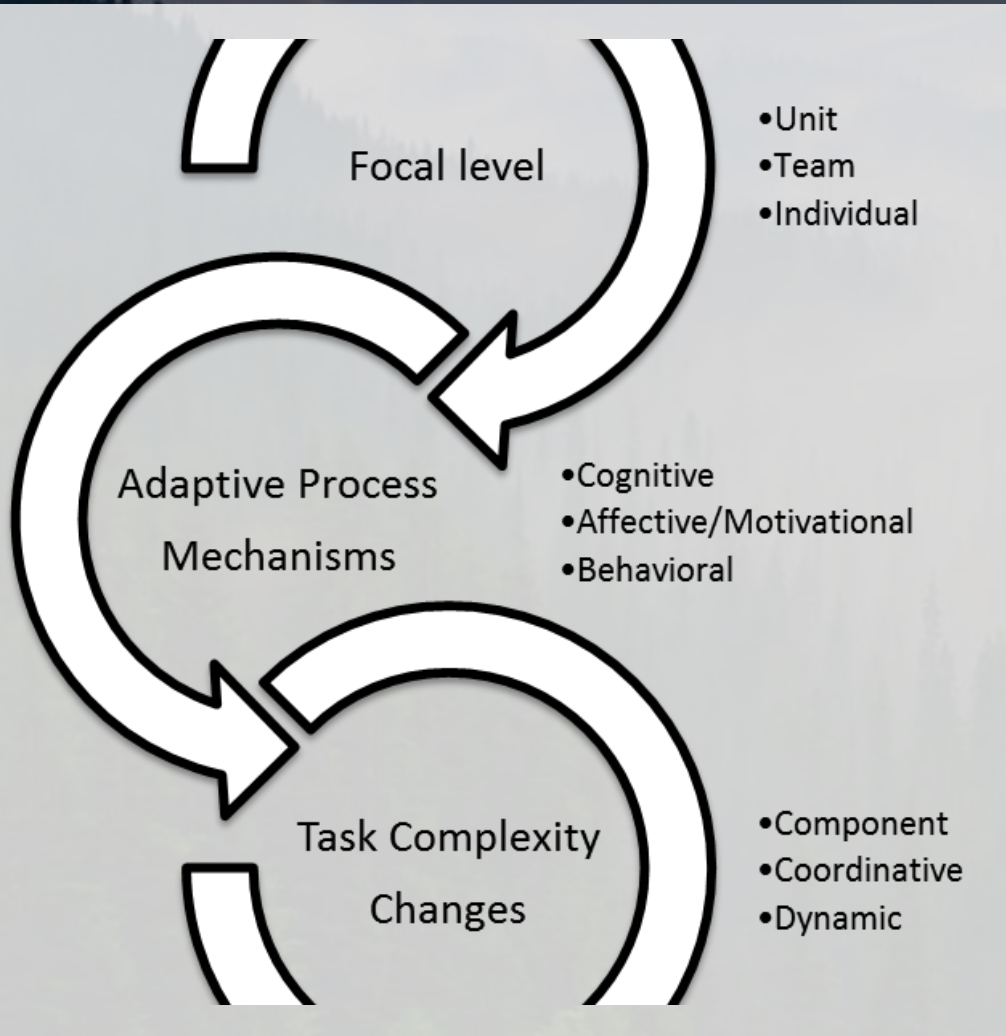 Focal level
•Unit
•Team
•Individual
Adaptive Process
Mechanisms
•Cognitive
•Affective/Motivational
•Behavioral
Task Complexity
Changes
•Component
•Coordinative
•Dynamic